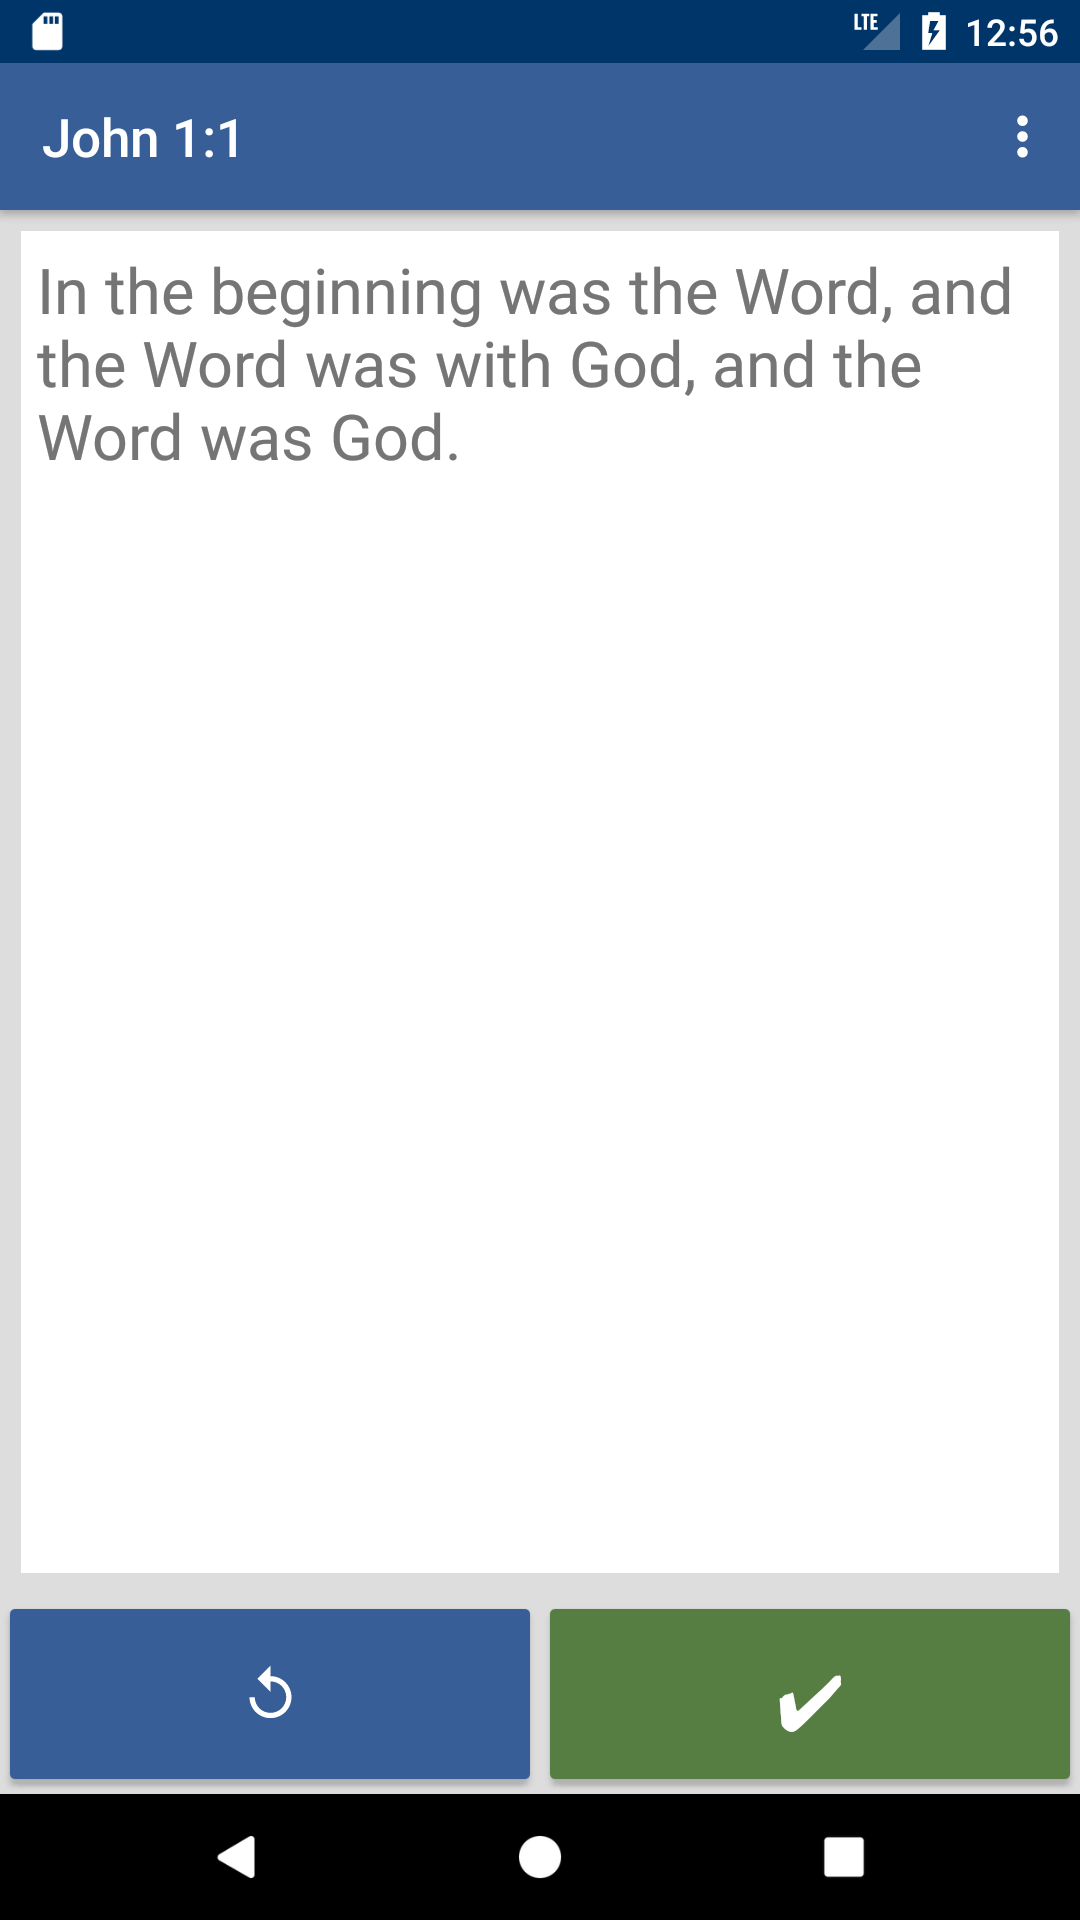 LTE 12:56
John 1:1
In the beginning was the Word, and
the Word was with God, and the
Word was God.